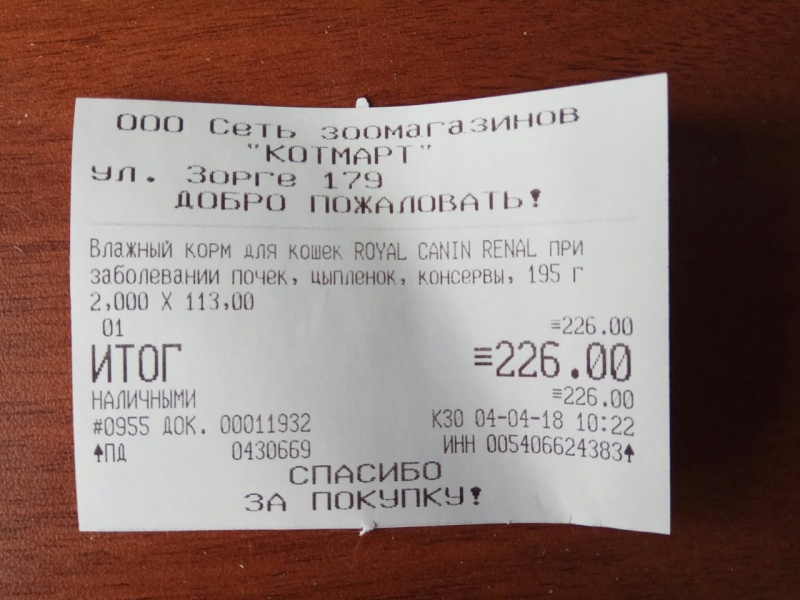 ООО Сеть зоомагазинов
"КОТМАРТ"
ул. Зорге 179
ДОБРО ПОЖАЛОВАТЬ!
Влажный корм для кошек ROYAL CANIN RENAL при
заболевании почек, цыпленок, консервы, 195 г
2,000 X 113,00
01 ≡226.00
ИТОГ ≡226.00
НАЛИЧНЫМИ ≡226.00
#0955 ДОК. 00011932 К30 04-04-18 10:22
▲ПД 0430669 ИНН 005406624383▲
СПАСИБО
ЗА ПОКУПКУ!